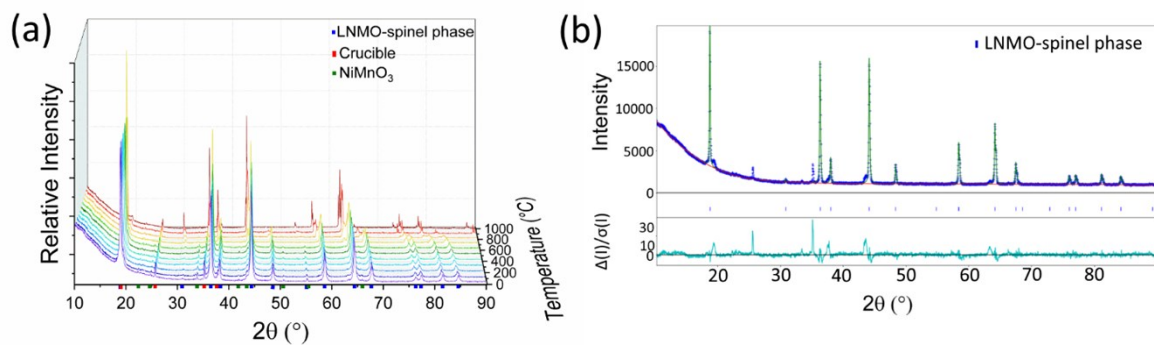 (a)
LNMO-spinel phase
Crucible
NiMnO₃
Relative Intensity
1000
800
600
400
200
0
Temperature (°C)
10 20 30 40 50 60 70 80 90
2θ (°)
(b)
LNMO-spinel phase
15000
10000
5000
0
Intensity
30
10
0
Δ(I)/σ(I)
20 30 40 50 60 70 80
2θ (°)